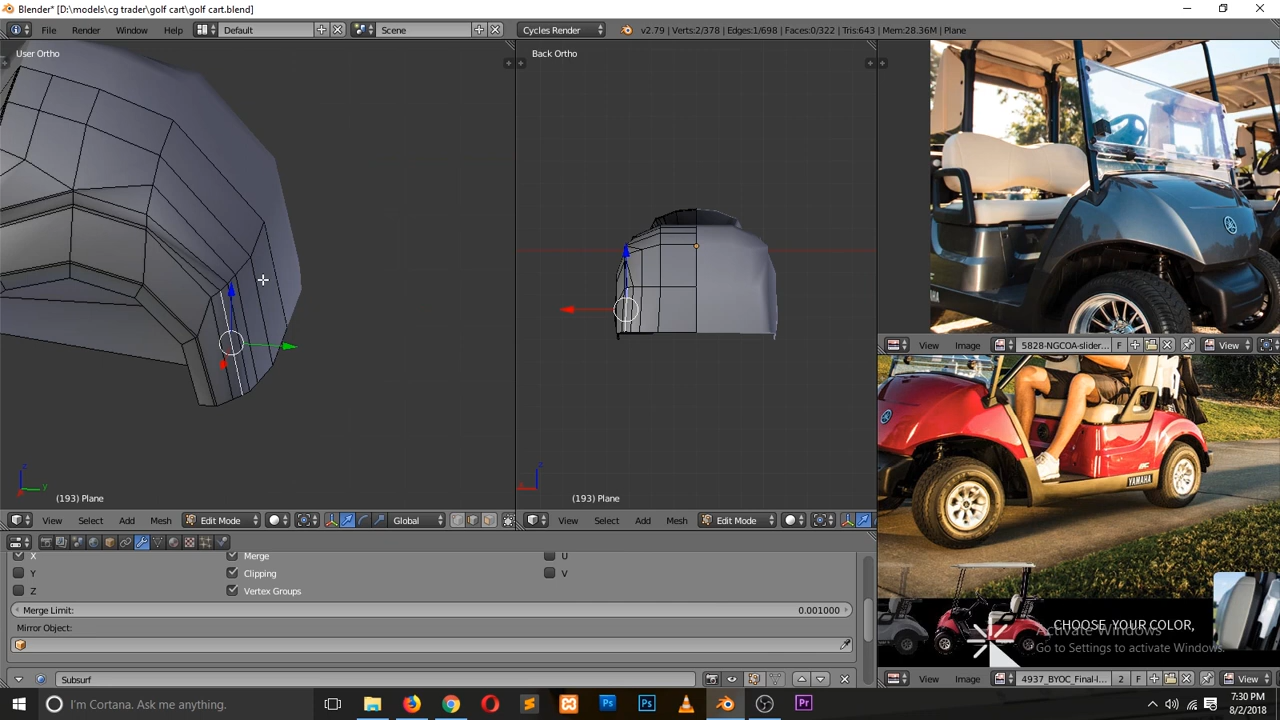 Blender* [D:\models\cg trader\golf cart\golf cart.blend]
File Render Window Help Default Scene Cycles Render v2.79 | Verts:2/378 | Edges:1/698 | Faces:0/322 | Tris:643 | Mem:28.36M | Plane
User Ortho
Back Ortho
(193) Plane
(193) Plane
View Select Add Mesh Edit Mode Global
View Select Add Mesh Edit Mode
X Merge U
Y Clipping V
Z Vertex Groups
Merge Limit: 0.001000
Mirror Object:
Subsurf
View Image 5828-NGCOA-slider... F View
YAMAHA
CHOOSE YOUR COLOR,
Activate Windows
Go to Settings to activate Windows.
View Image 4937_BYOC_Final-I... 2 F View
I'm Cortana. Ask me anything.
7:30 PM
8/2/2018